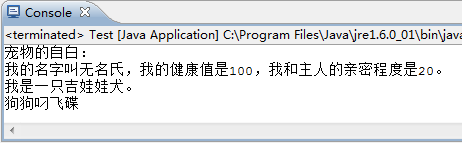 Console
<terminated> Test [Java Application] C:\Program Files\Java\jre1.6.0_01\bin\java
宠物的自白：
我的名字叫无名氏，我的健康值是100，我和主人的亲密程度是20。
我是一只吉娃娃犬。
狗狗叼飞碟